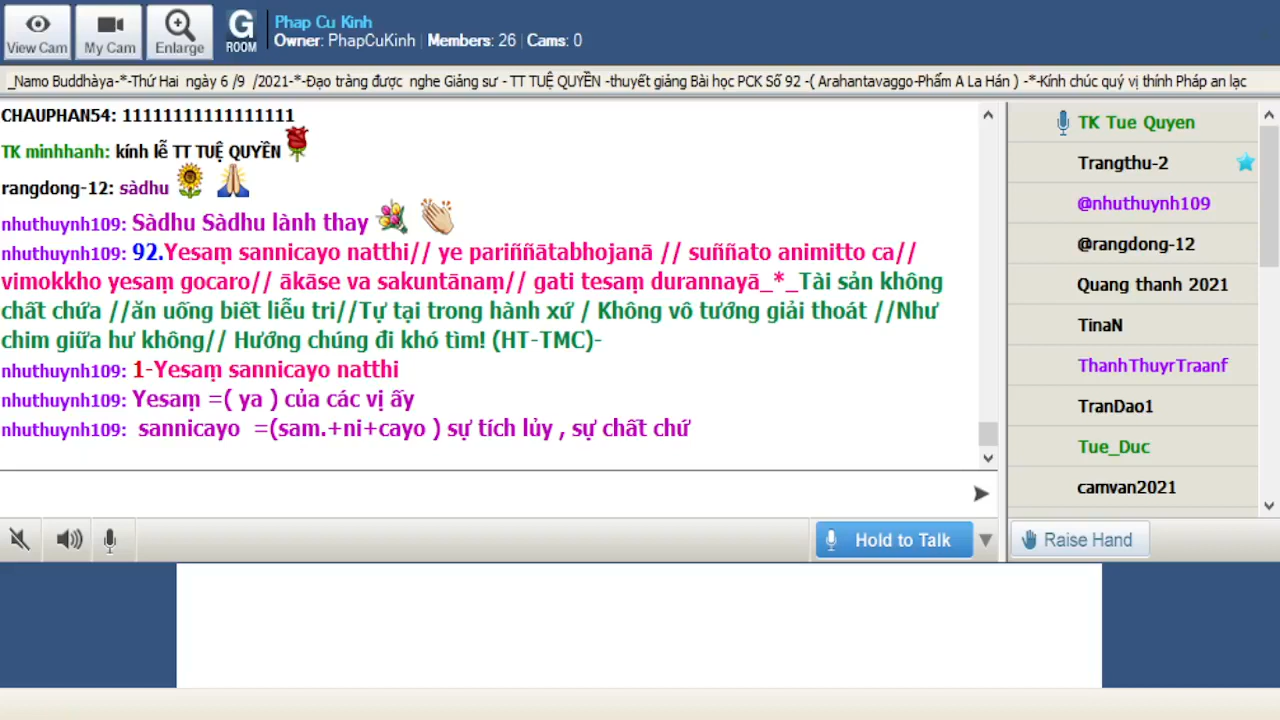 View Cam
My Cam
Enlarge
G
ROOM
Phap Cu Kinh
Owner: PhapCuKinh | Members: 26 | Cams: 0
_Namo Buddhàya-*-Thứ Hai ngày 6 /9 /2021-*-Đạo tràng được nghe Giảng sư - TT TUỆ QUYỀN -thuyết giảng Bài học PCK Số 92 -( Arahantavaggo-Phẩm A La Hán ) -*-Kính chúc quý vị thính Pháp an lạc
CHAUPHAN54: 11111111111111111
TK minhhanh: kính lễ TT TUỆ QUYỀN
rangdong-12: sàdhu
nhuthuynh109: Sàdhu Sàdhu lành thay
nhuthuynh109: 92.Yesaṃ sannicayo natthi// ye pariññātabhojanā // suññato animitto ca//
vimokkho yesaṃ gocaro// ākāse va sakuntānaṃ// gati tesaṃ durannayā_*_Tài sản không
chất chứa //ăn uống biết liễu tri//Tự tại trong hành xứ / Không vô tướng giải thoát //Như
chim giữa hư không// Hướng chúng đi khó tìm! (HT-TMC)-
nhuthuynh109: 1-Yesaṃ sannicayo natthi
nhuthuynh109: Yesaṃ =( ya ) của các vị ấy
nhuthuynh109: sannicayo =(sam.+ni+cayo ) sự tích lủy , sự chất chứ
TK Tue Quyen
Trangthu-2
@nhuthuynh109
@rangdong-12
Quang thanh 2021
TinaN
ThanhThuyrTraanf
TranDao1
Tue_Duc
camvan2021
Hold to Talk
Raise Hand